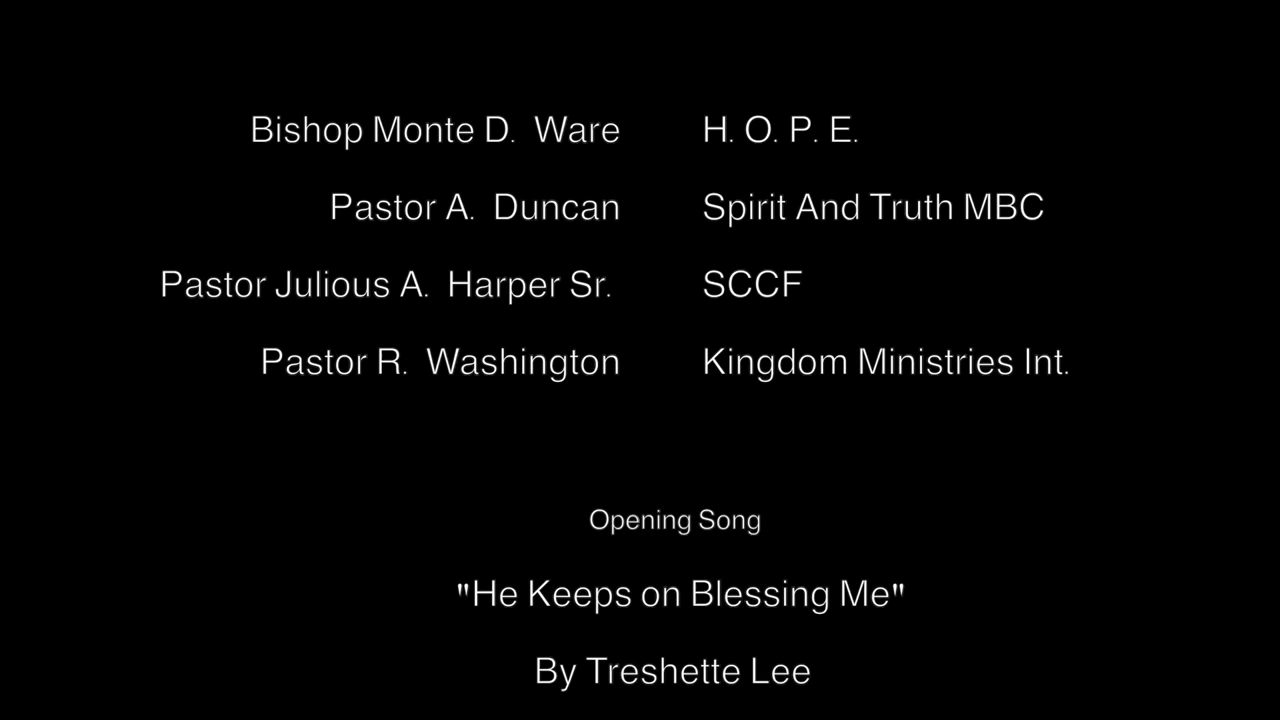 Bishop Monte D. Ware H. O. P. E.
Pastor A. Duncan Spirit And Truth MBC
Pastor Julious A. Harper Sr. SCCF
Pastor R. Washington Kingdom Ministries Int.
Opening Song
"He Keeps on Blessing Me"
By Treshette Lee